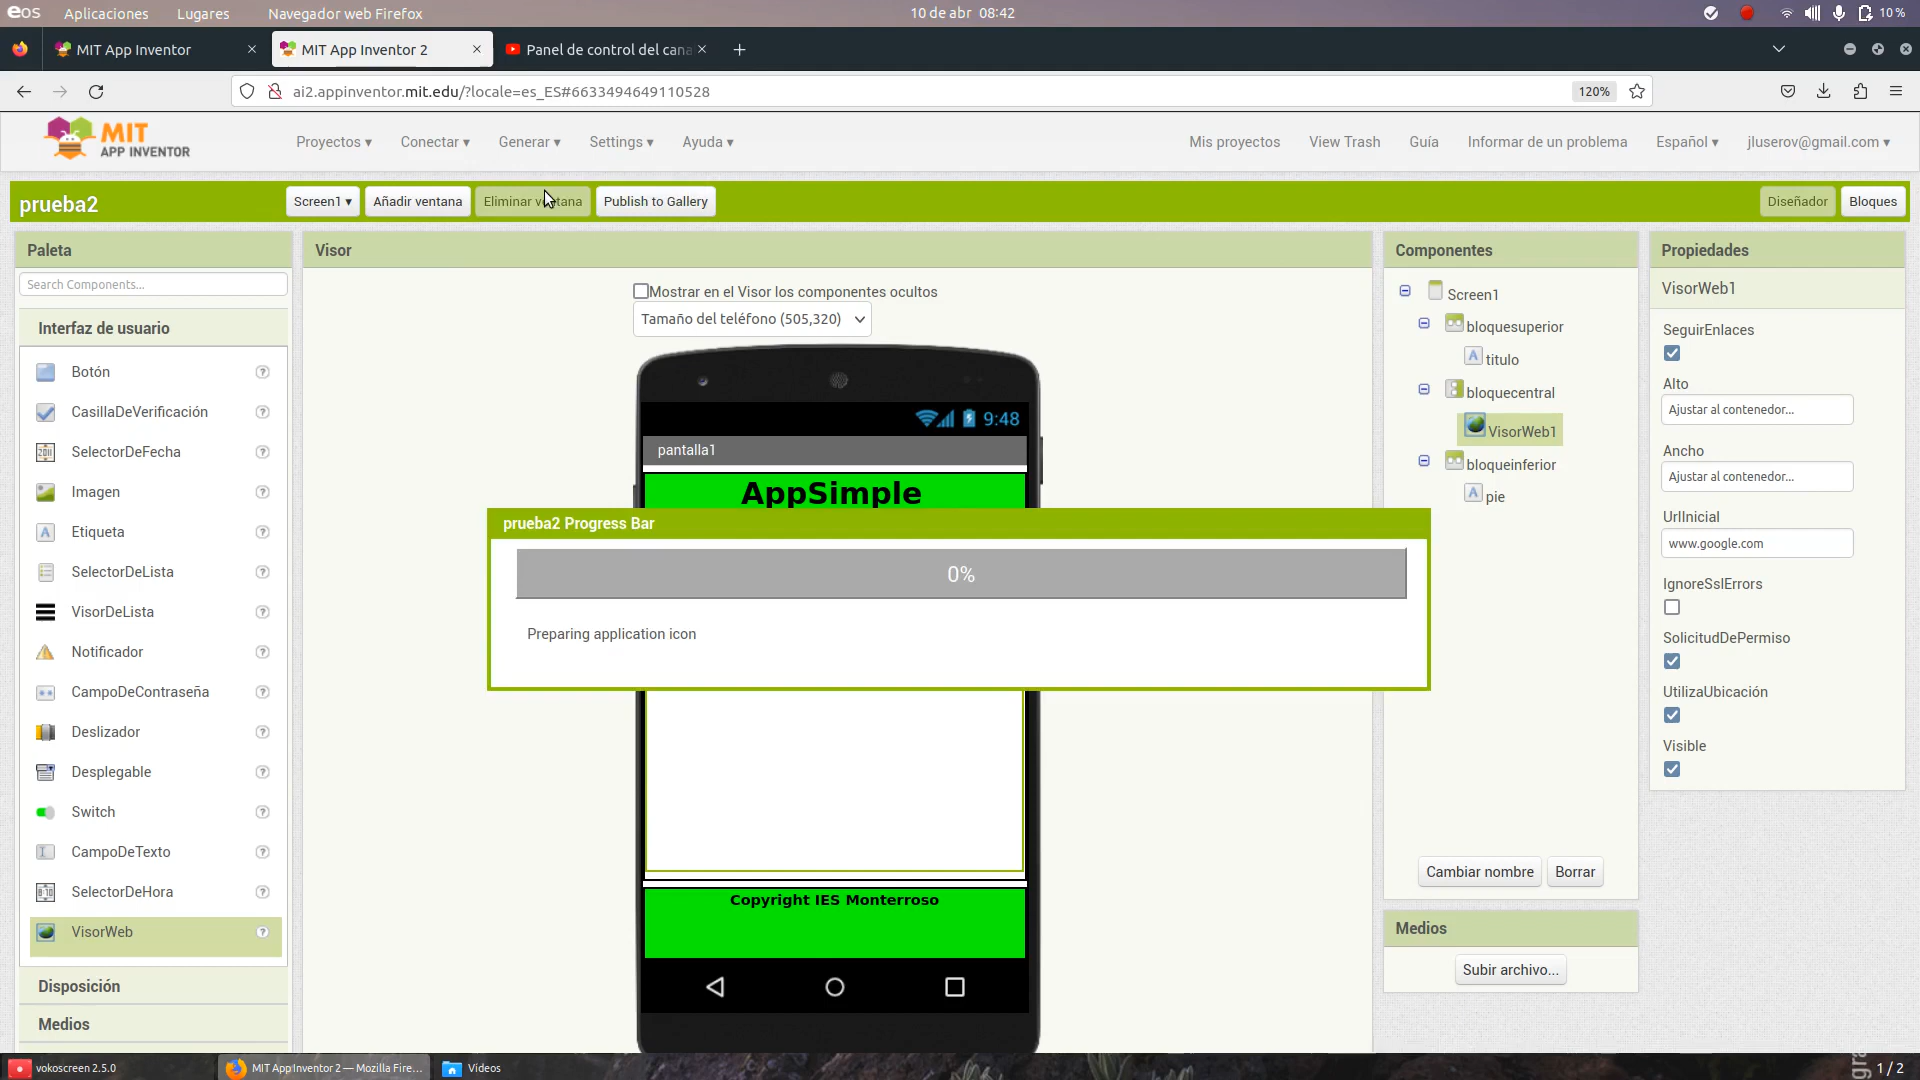 eos Aplicaciones Lugares Navegador web Firefox 10 de abr 08:42 10 %
MIT App Inventor MIT App Inventor 2 Panel de control del cana
ai2.appinventor.mit.edu/?locale=es_ES#6633494649110528 120%
MIT APP INVENTOR
Proyectos ▾ Conectar ▾ Generar ▾ Settings ▾ Ayuda ▾ Mis proyectos View Trash Guía Informar de un problema Español ▾ jluserov@gmail.com ▾
prueba2 Screen1 ▾ Añadir ventana Eliminar ventana Publish to Gallery Diseñador Bloques
Paleta
Search Components...
Interfaz de usuario
Botón ?
CasillaDeVerificación ?
SelectorDeFecha ?
Imagen ?
Etiqueta ?
SelectorDeLista ?
VisorDeLista ?
Notificador ?
CampoDeContraseña ?
Deslizador ?
Desplegable ?
Switch ?
CampoDeTexto ?
SelectorDeHora ?
VisorWeb ?
Disposición
Medios
Visor
Mostrar en el Visor los componentes ocultos
Tamaño del teléfono (505,320)
9:48
pantalla1
AppSimple
prueba2 Progress Bar
0%
Preparing application icon
Copyright IES Monterroso
Componentes
Screen1
bloquesuperior
titulo
bloquecentral
VisorWeb1
bloqueinferior
pie
Cambiar nombre Borrar
Medios
Subir archivo...
Propiedades
VisorWeb1
SeguirEnlaces
Alto
Ajustar al contenedor...
Ancho
Ajustar al contenedor...
UrlInicial
www.google.com
IgnoreSslErrors
SolicitudDePermiso
UtilizaUbicación
Visible
vokoscreen 2.5.0 MIT App Inventor 2 — Mozilla Fire... Vídeos 1 / 2